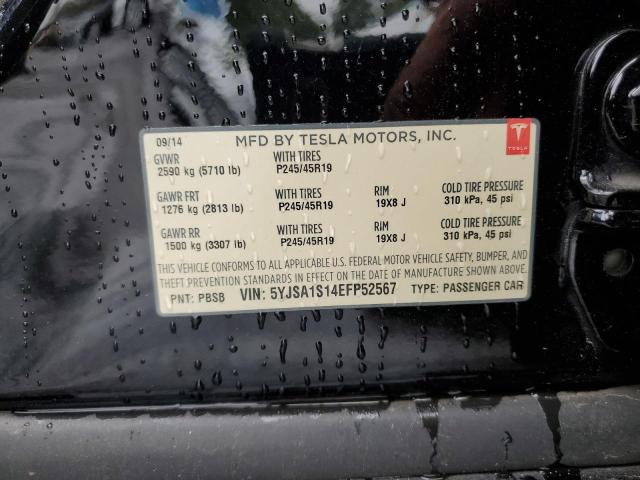 09/14 MFD BY TESLA MOTORS, INC.
TESLA
GVWR WITH TIRES
2590 kg (5710 lb) P245/45R19
GAWR FRT WITH TIRES RIM COLD TIRE PRESSURE
1276 kg (2813 lb) P245/45R19 19X8 J 310 kPa, 45 psi
GAWR RR WITH TIRES RIM COLD TIRE PRESSURE
1500 kg (3307 lb) P245/45R19 19X8 J 310 kPa, 45 psi
THIS VEHICLE CONFORMS TO ALL APPLICABLE U.S. FEDERAL MOTOR VEHICLE SAFETY, BUMPER, AND
THEFT PREVENTION STANDARDS IN EFFECT ON THE DATE OF MANUFACTURE SHOWN ABOVE.
PNT: PBSB VIN: 5YJSA1S14EFP52567 TYPE: PASSENGER CAR